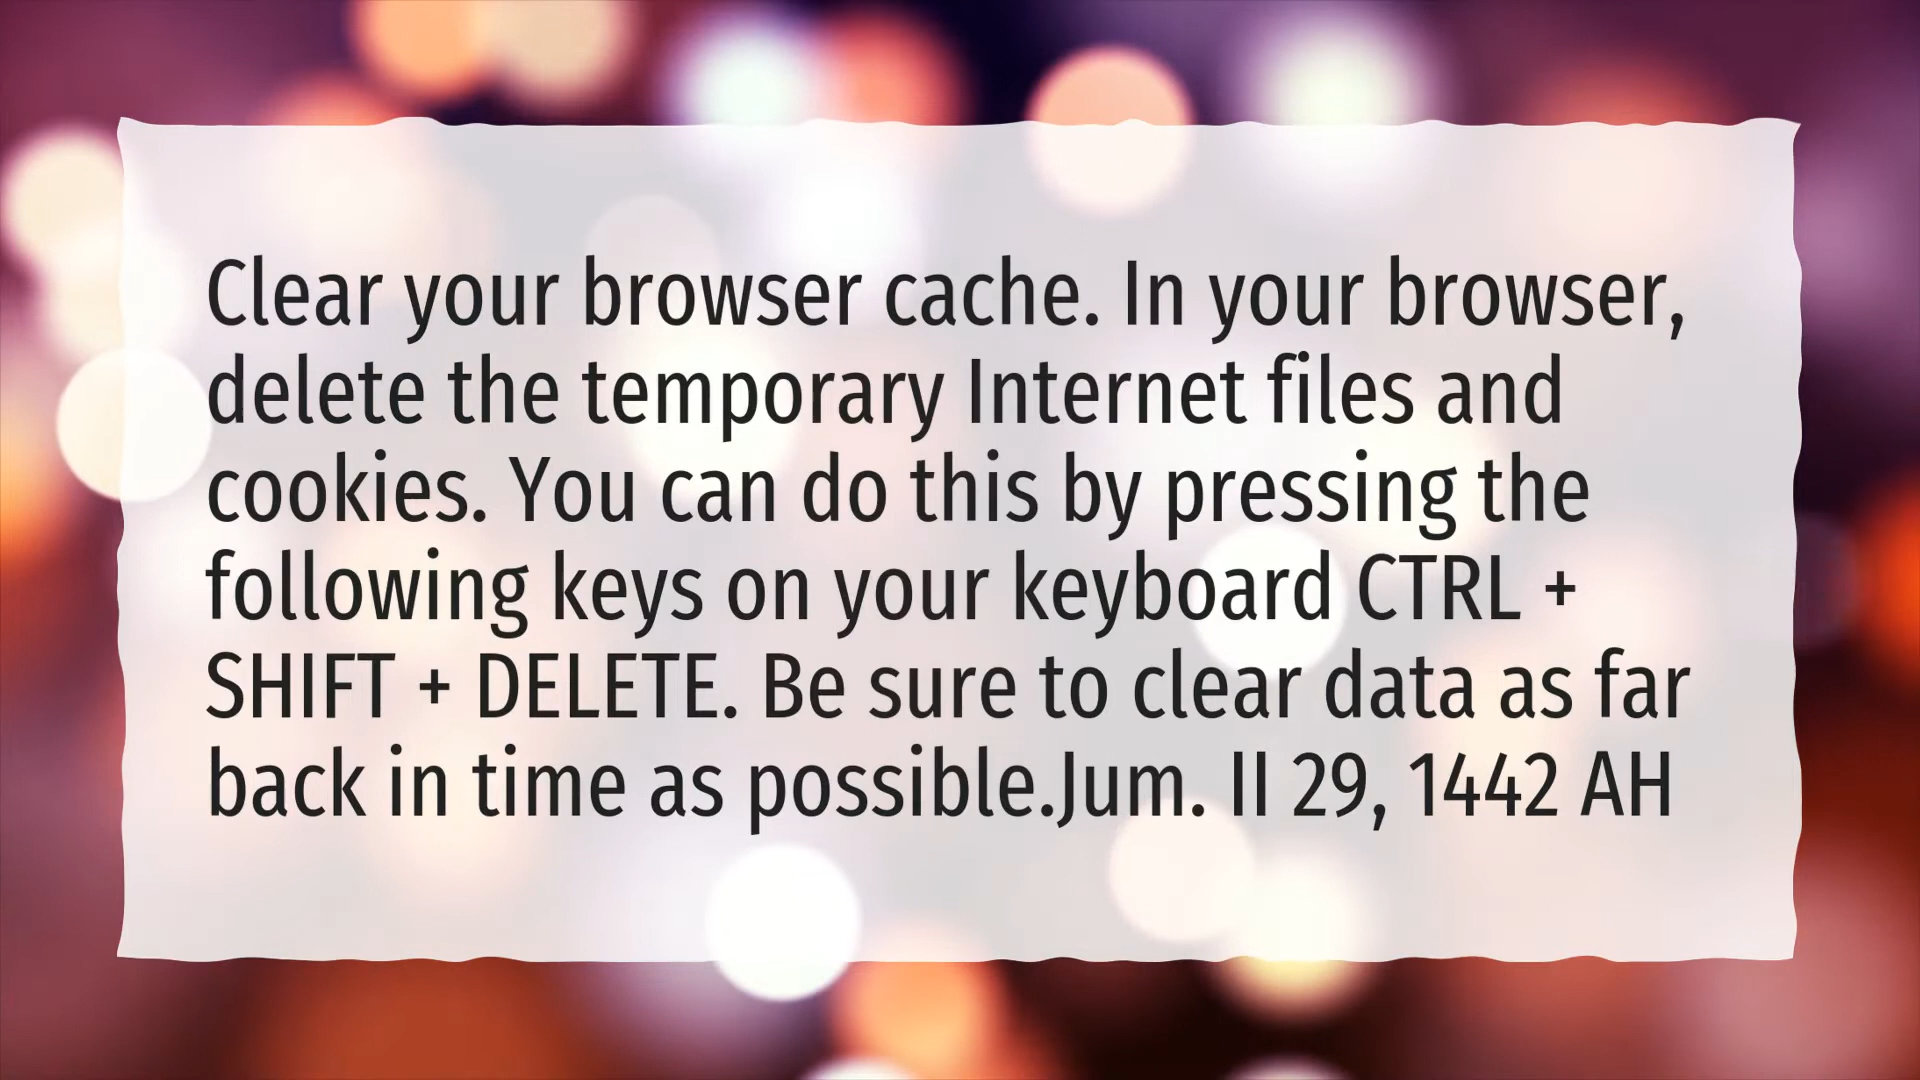 Clear your browser cache. In your browser,
delete the temporary Internet files and
cookies. You can do this by pressing the
following keys on your keyboard CTRL +
SHIFT + DELETE. Be sure to clear data as far
back in time as possible.Jum. II 29, 1442 AH